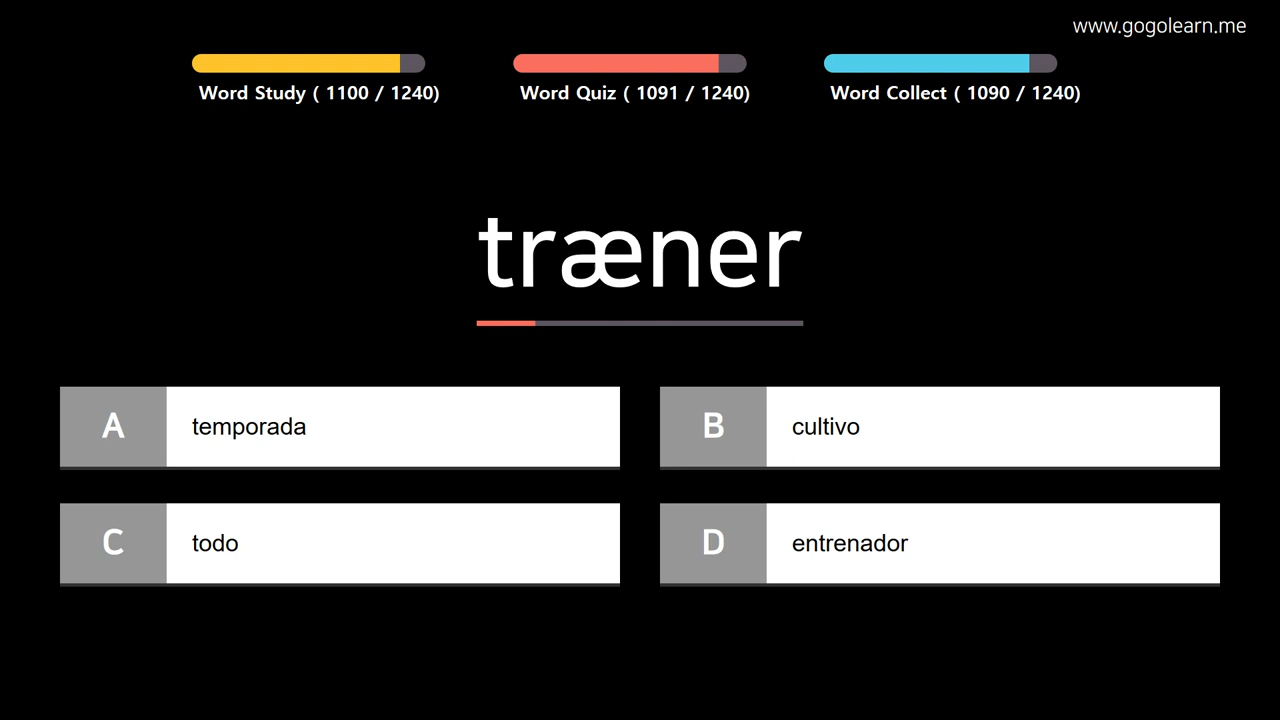 www.gogolearn.me
Word Study ( 1100 / 1240)
Word Quiz ( 1091 / 1240)
Word Collect ( 1090 / 1240)
træner
A temporada
B cultivo
C todo
D entrenador